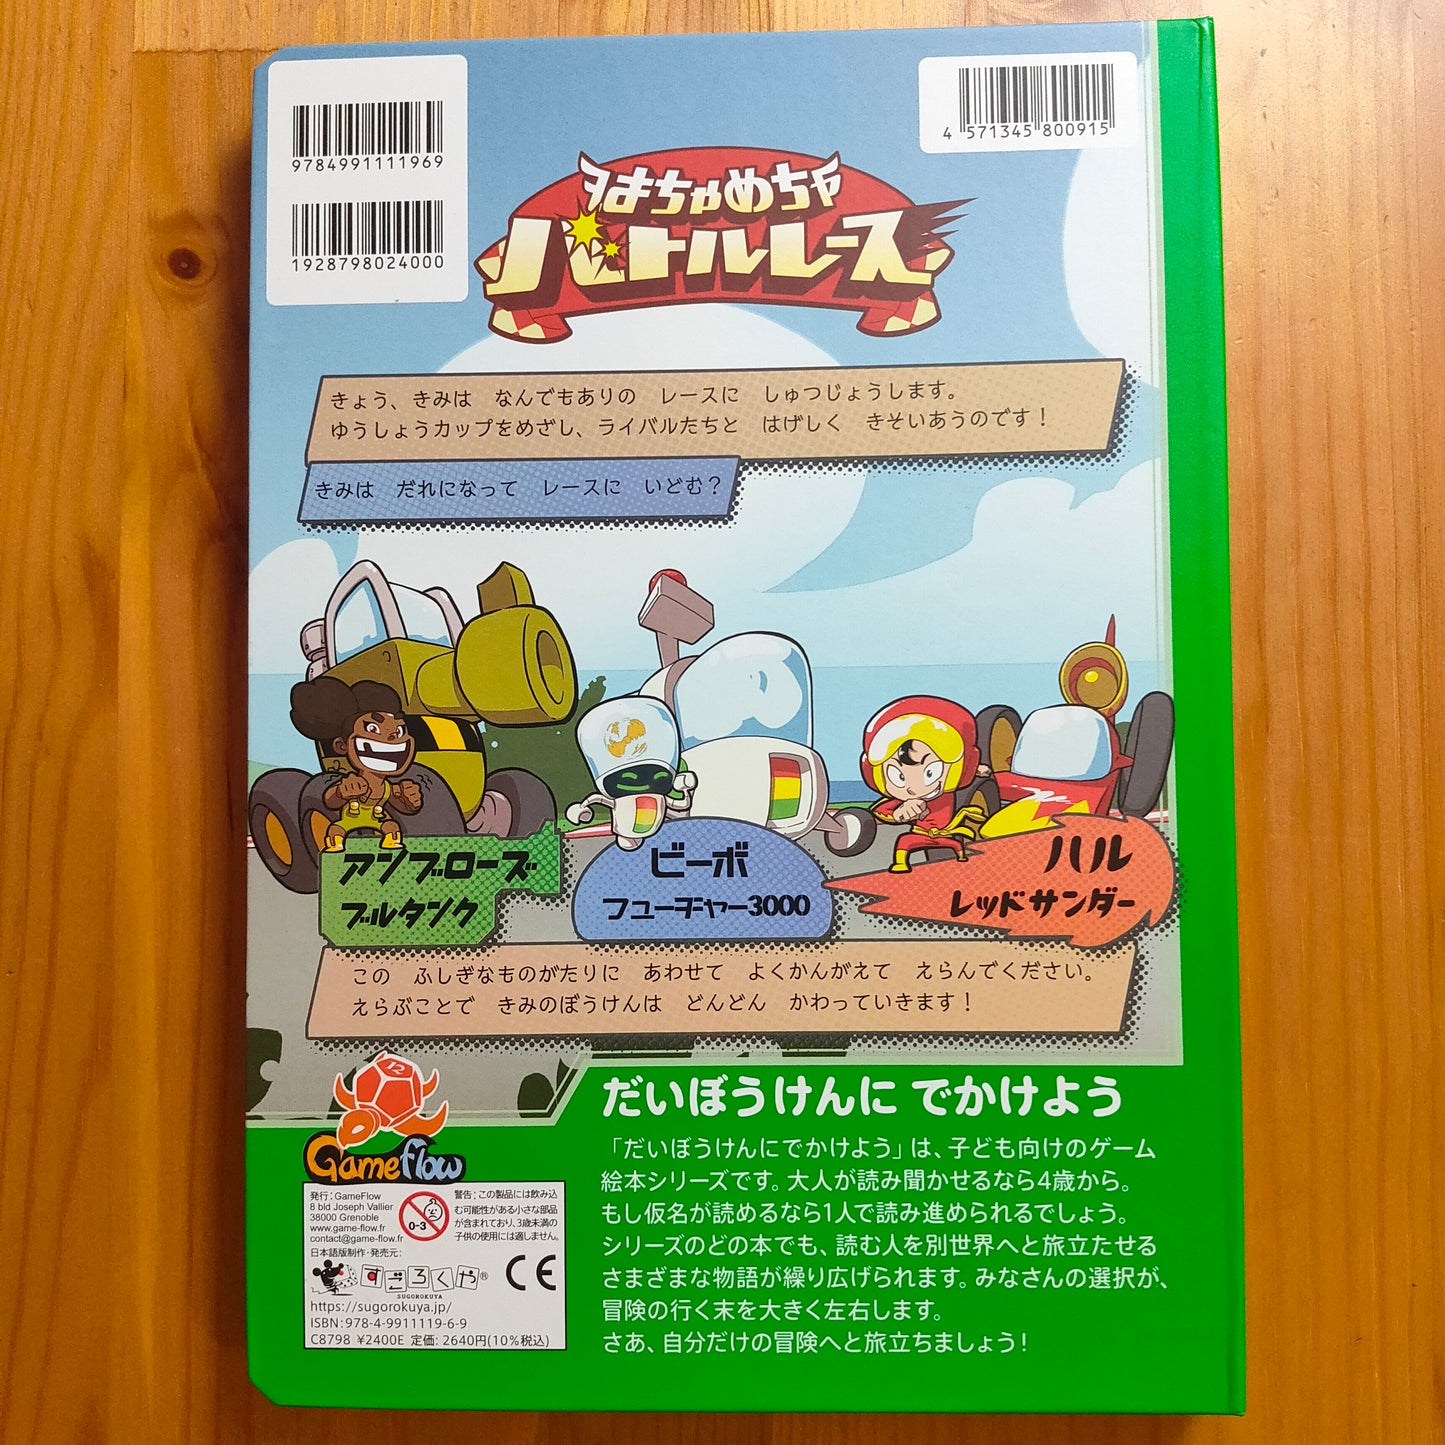 9784991111969
1928798024000
4 571345 800915
はちゃめちゃ
バトルレース
きょう、きみは なんでもありの レースに しゅつじょうします。
ゆうしょうカップをめざし、ライバルたちと はげしく きそいあうのです！
きみは だれになって レースに いどむ？
アンブローズ
ブルタンク
ビーボ
フューチャー3000
ハル
レッドサンダー
この ふしぎなものがたりに あわせて よくかんがえて えらんでください。
えらぶことで きみのぼうけんは どんどん かわっていきます！
12
Gameflow
発行：GameFlow
8 bld Joseph Vallier
38000 Grenoble
www.game-flow.fr
contact@game-flow.fr
0-3
警告：この製品には飲み込
む可能性がある小さな部品
が含まれており、3歳未満の
子供の使用には適しません。
日本語版制作・発売元：
すごろくや®
SUGOROKUYA
CE
https://sugorokuya.jp/
ISBN：978-4-9911119-6-9
C8798 ¥2400E 定価：2640円(10%税込)
だいぼうけんに でかけよう
「だいぼうけんにでかけよう」は、子ども向けのゲーム
絵本シリーズです。大人が読み聞かせるなら4歳から。
もし仮名が読めるなら1人で読み進められるでしょう。
シリーズのどの本でも、読む人を別世界へと旅立たせる
さまざまな物語が繰り広げられます。みなさんの選択が、
冒険の行く末を大きく左右します。
さあ、自分だけの冒険へと旅立ちましょう！